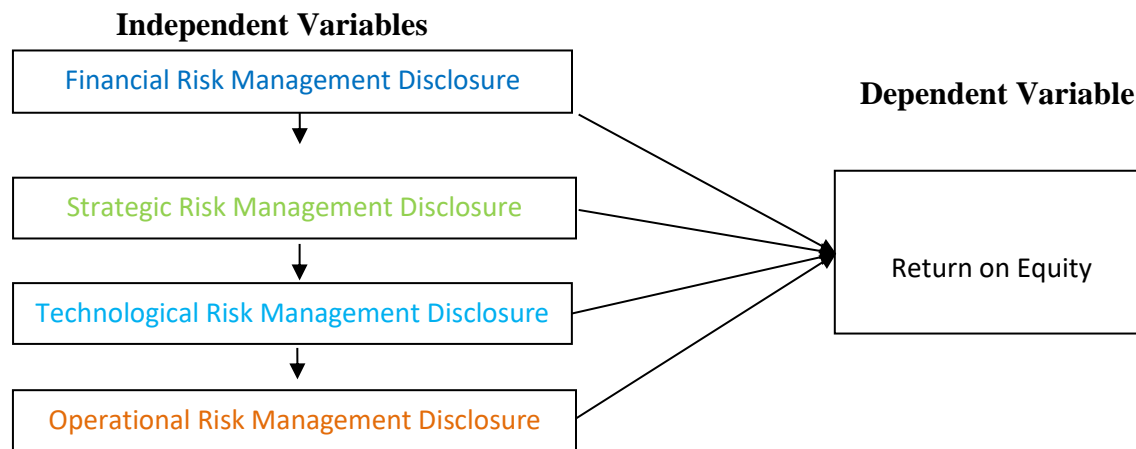 Independent Variables
Financial Risk Management Disclosure
Dependent Variable
Strategic Risk Management Disclosure
Return on Equity
Technological Risk Management Disclosure
Operational Risk Management Disclosure